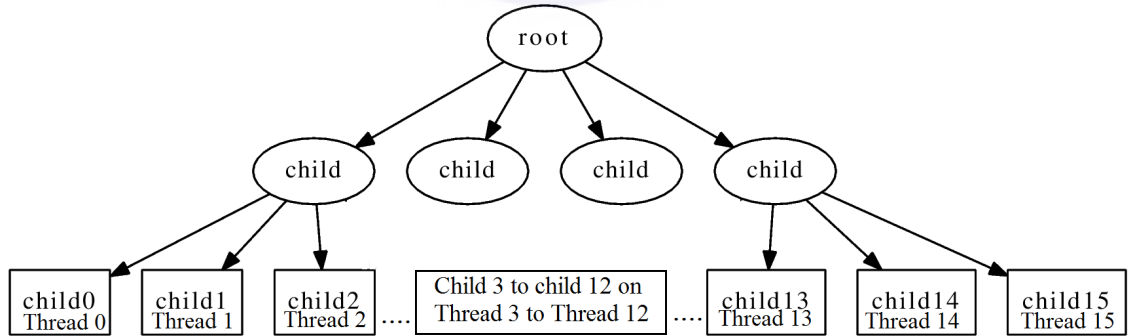 root
child
child
child
child
child0
Thread 0
child1
Thread 1
child2
Thread 2
....
Child 3 to child 12 on
Thread 3 to Thread 12
....
child13
Thread 13
child14
Thread 14
child15
Thread 15